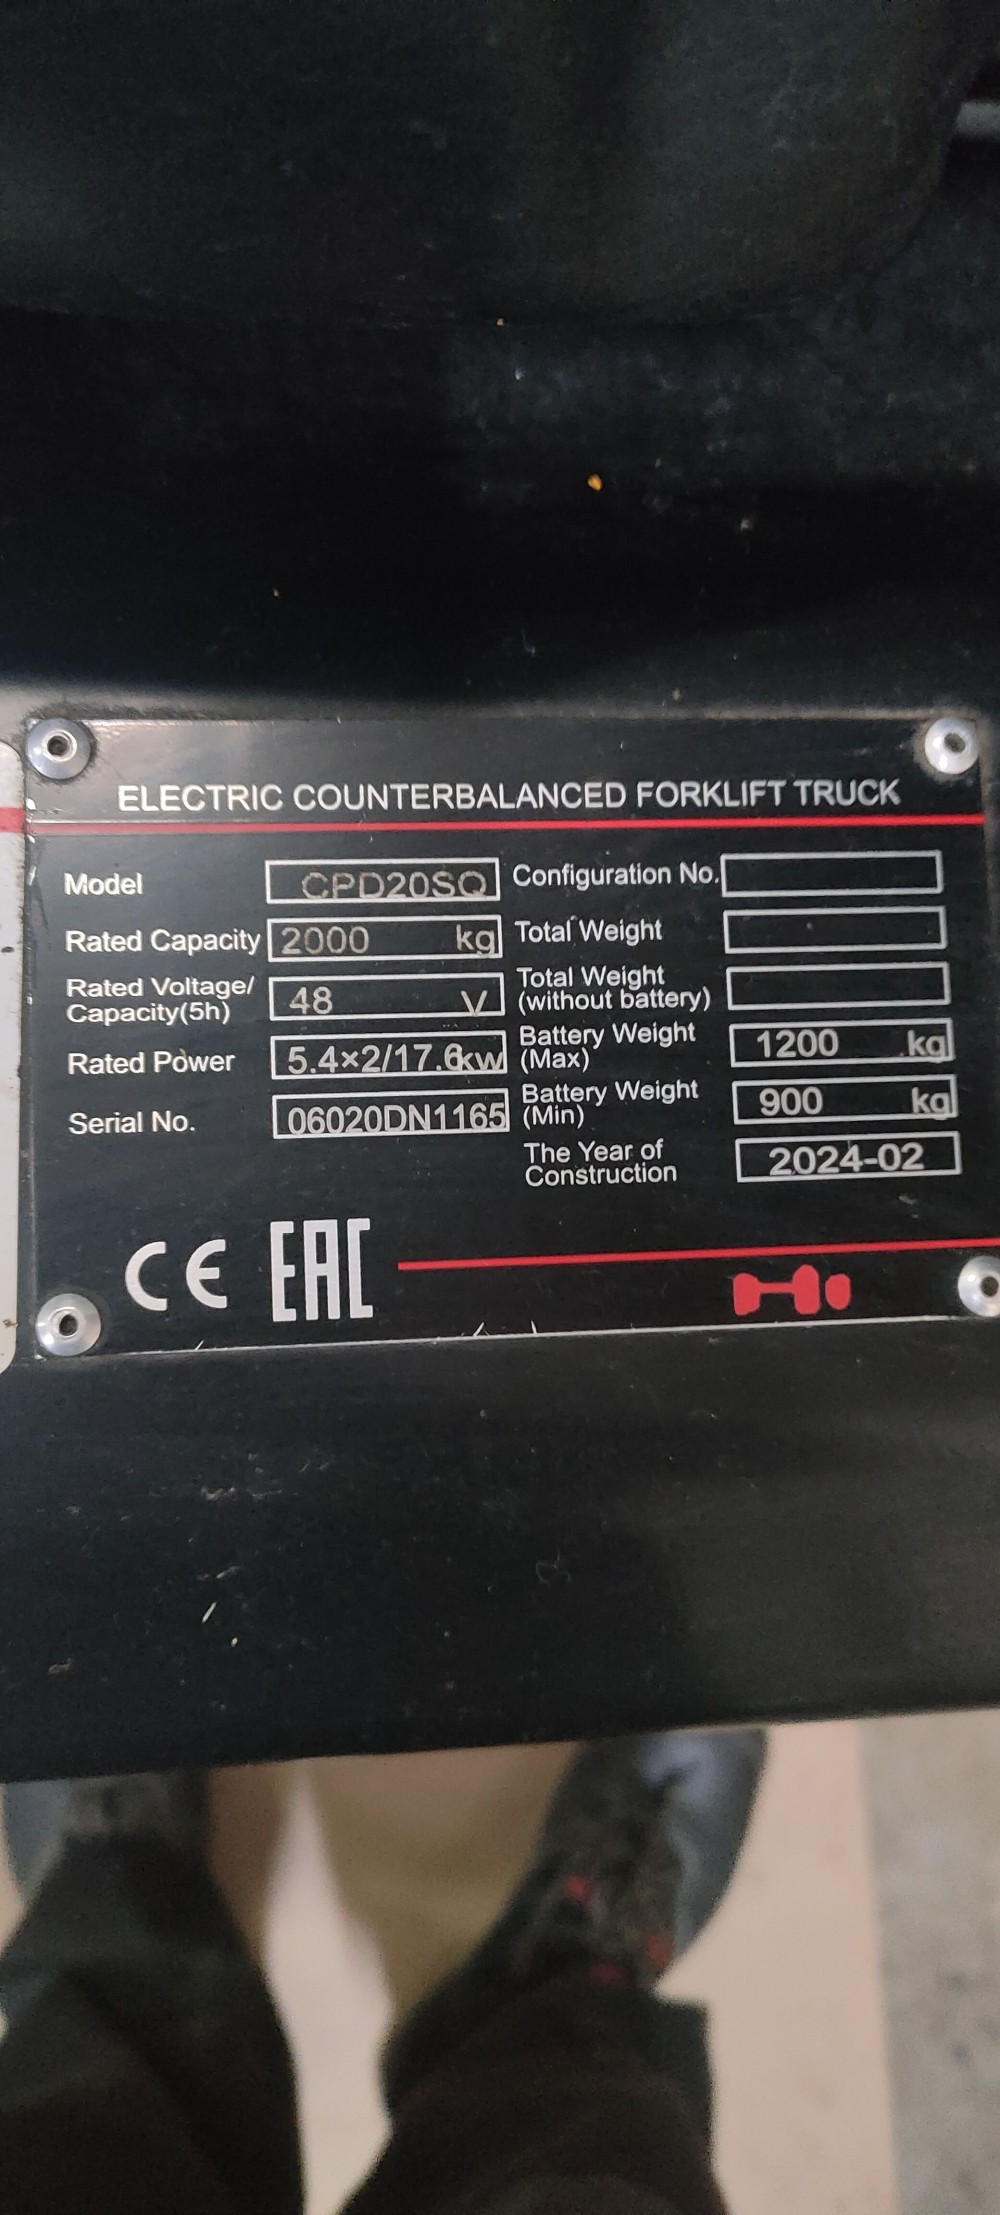 ELECTRIC COUNTERBALANCED FORKLIFT TRUCK
Model CPD20SQ
Rated Capacity 2000 kg
Rated Voltage/
Capacity(5h) 48 V
Rated Power 5.4×2/17.6kw
Serial No. 06020DN1165
Configuration No.
Total Weight
Total Weight
(without battery)
Battery Weight
(Max) 1200 kg
Battery Weight
(Min) 900 kg
The Year of
Construction 2024-02
CE EAC